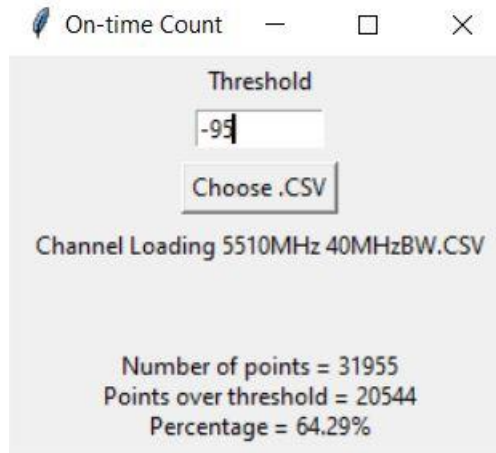 On-time Count
Threshold
-95
Choose .CSV
Channel Loading 5510MHz 40MHzBW.CSV
Number of points = 31955
Points over threshold = 20544
Percentage = 64.29%